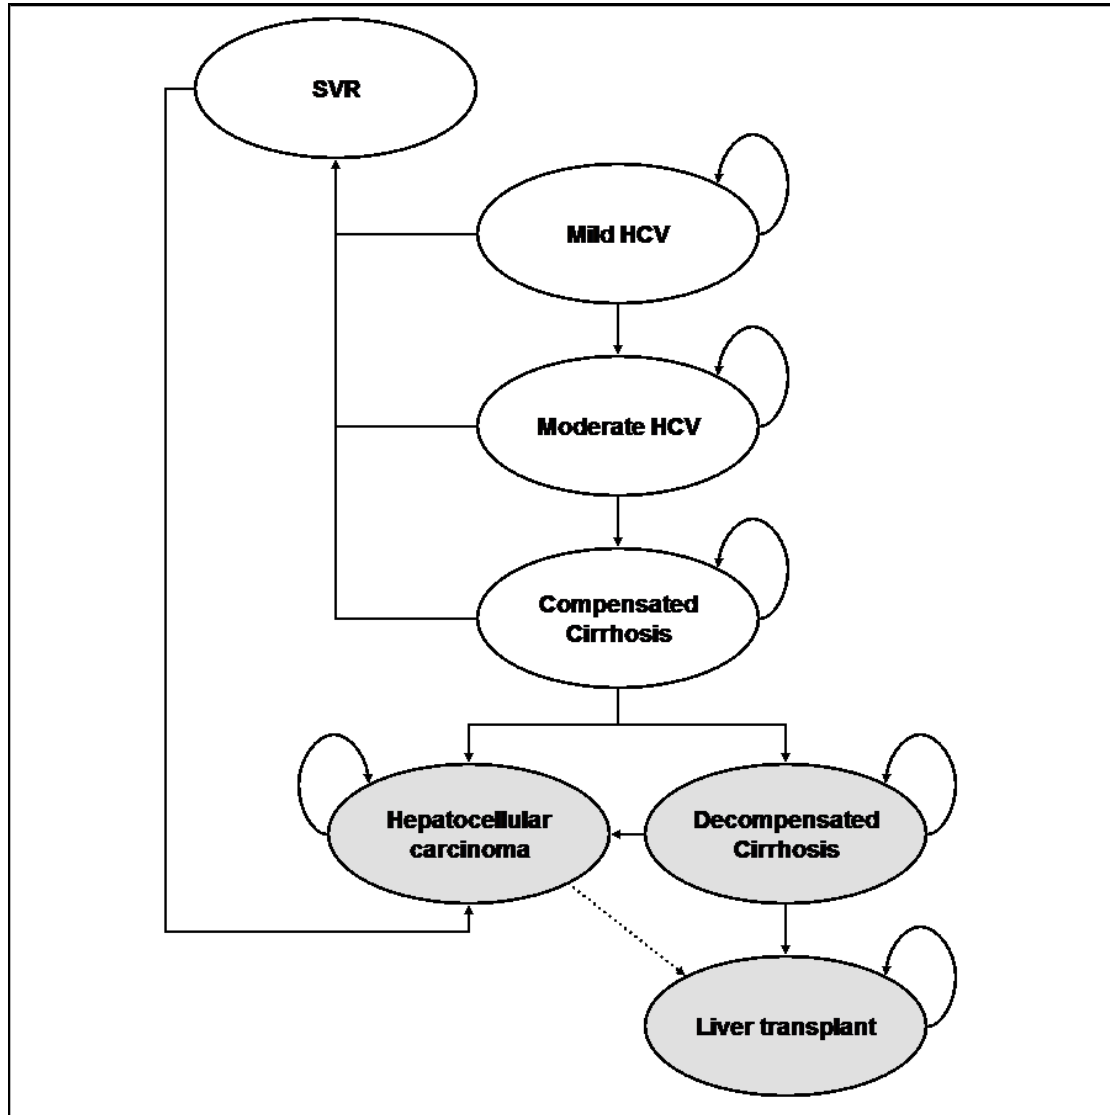 SVR
Mild HCV
Moderate HCV
Compensated
Cirrhosis
Hepatocellular
carcinoma
Decompensated
Cirrhosis
Liver transplant